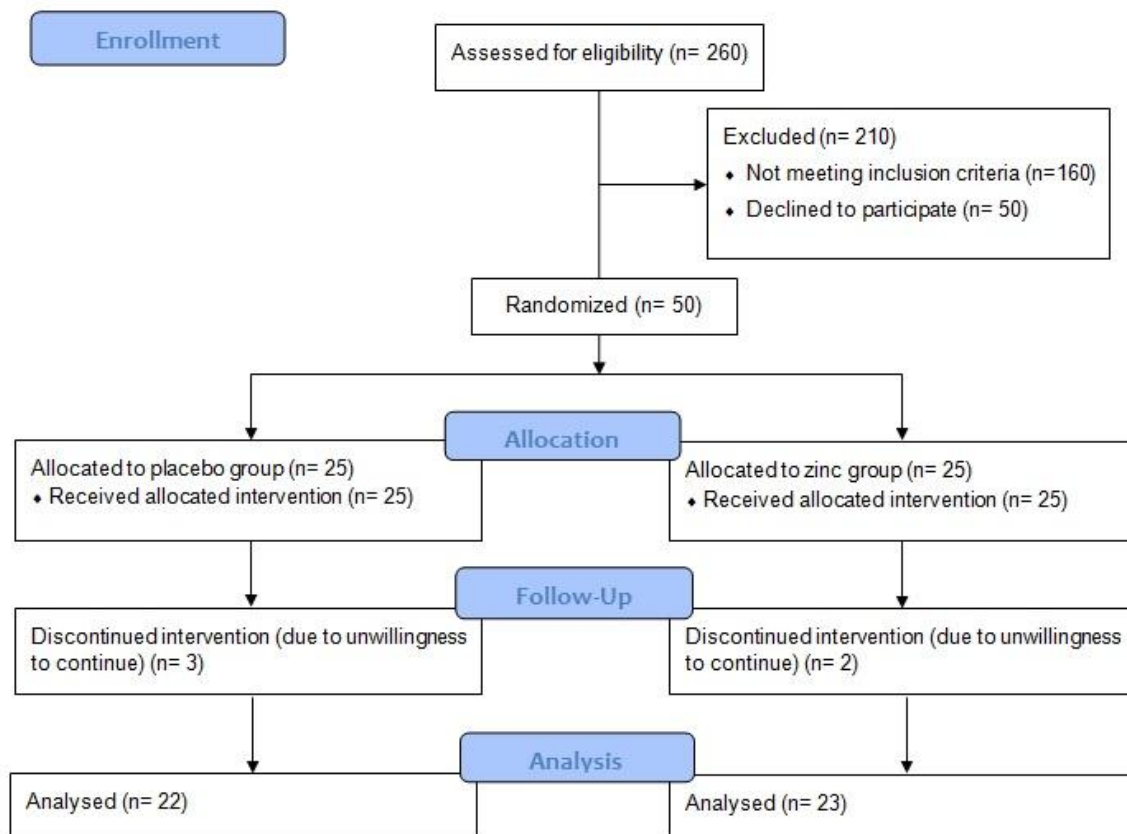 Enrollment
Assessed for eligibility (n= 260)
Excluded (n= 210)
♦ Not meeting inclusion criteria (n=160)
♦ Declined to participate (n= 50)
Randomized (n= 50)
Allocation
Allocated to placebo group (n= 25)
♦ Received allocated intervention (n= 25)
Allocated to zinc group (n= 25)
♦ Received allocated intervention (n= 25)
Follow-Up
Discontinued intervention (due to unwillingness
to continue) (n= 3)
Discontinued intervention (due to unwillingness
to continue) (n= 2)
Analysis
Analysed (n= 22)
Analysed (n= 23)